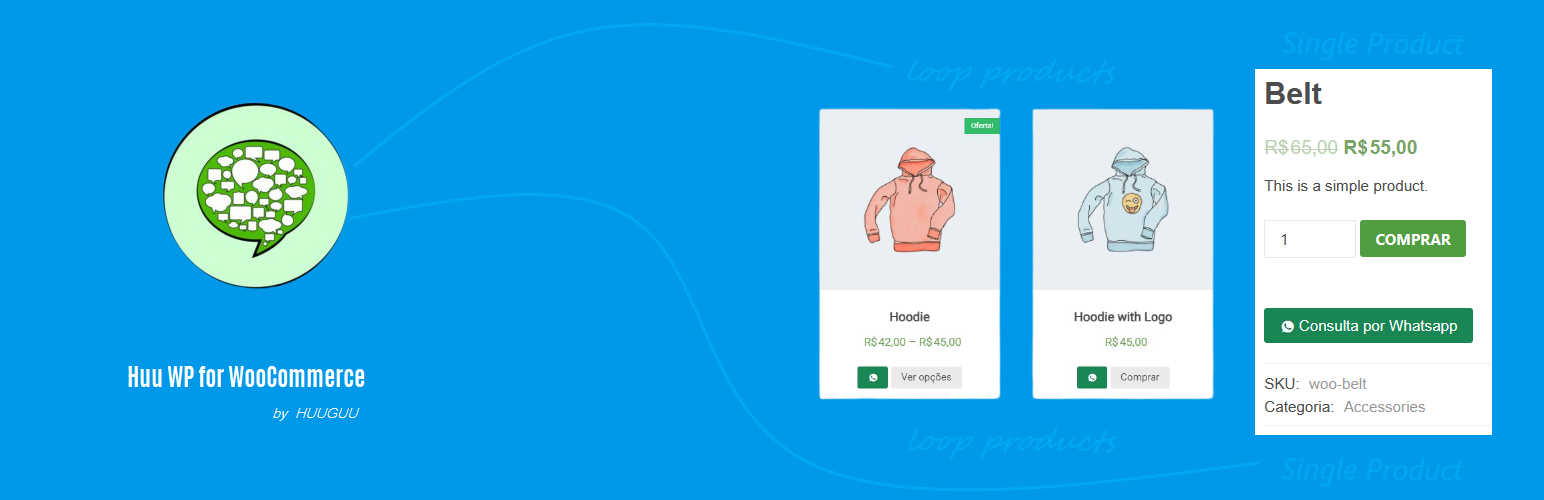 Huu WP for WooCommerce
by HUUGUU
loop products
Oferta!
Hoodie
R$42,00 – R$45,00
Ver opções
Hoodie with Logo
R$45,00
Comprar
loop products
Single Product
Belt
R$65,00 R$55,00
This is a simple product.
1 COMPRAR
Consulta por Whatsapp
SKU: woo-belt
Categoria: Accessories
Single Product